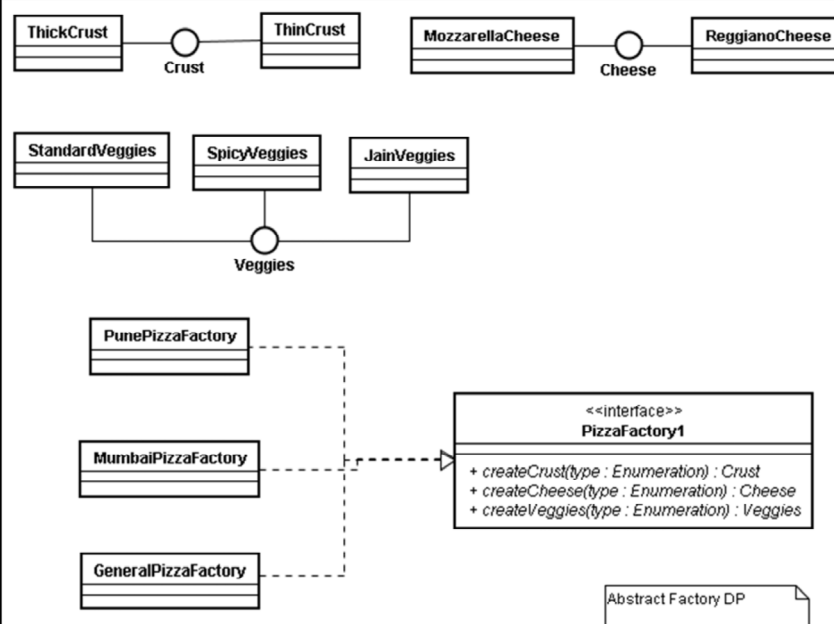 ThickCrust
ThinCrust
Crust
MozzarellaCheese
ReggianoCheese
Cheese
StandardVeggies
SpicyVeggies
JainVeggies
Veggies
PunePizzaFactory
MumbaiPizzaFactory
GeneralPizzaFactory
<<interface>>
PizzaFactory1
+ createCrust(type : Enumeration) : Crust
+ createCheese(type : Enumeration) : Cheese
+ createVeggies(type : Enumeration) : Veggies
Abstract Factory DP